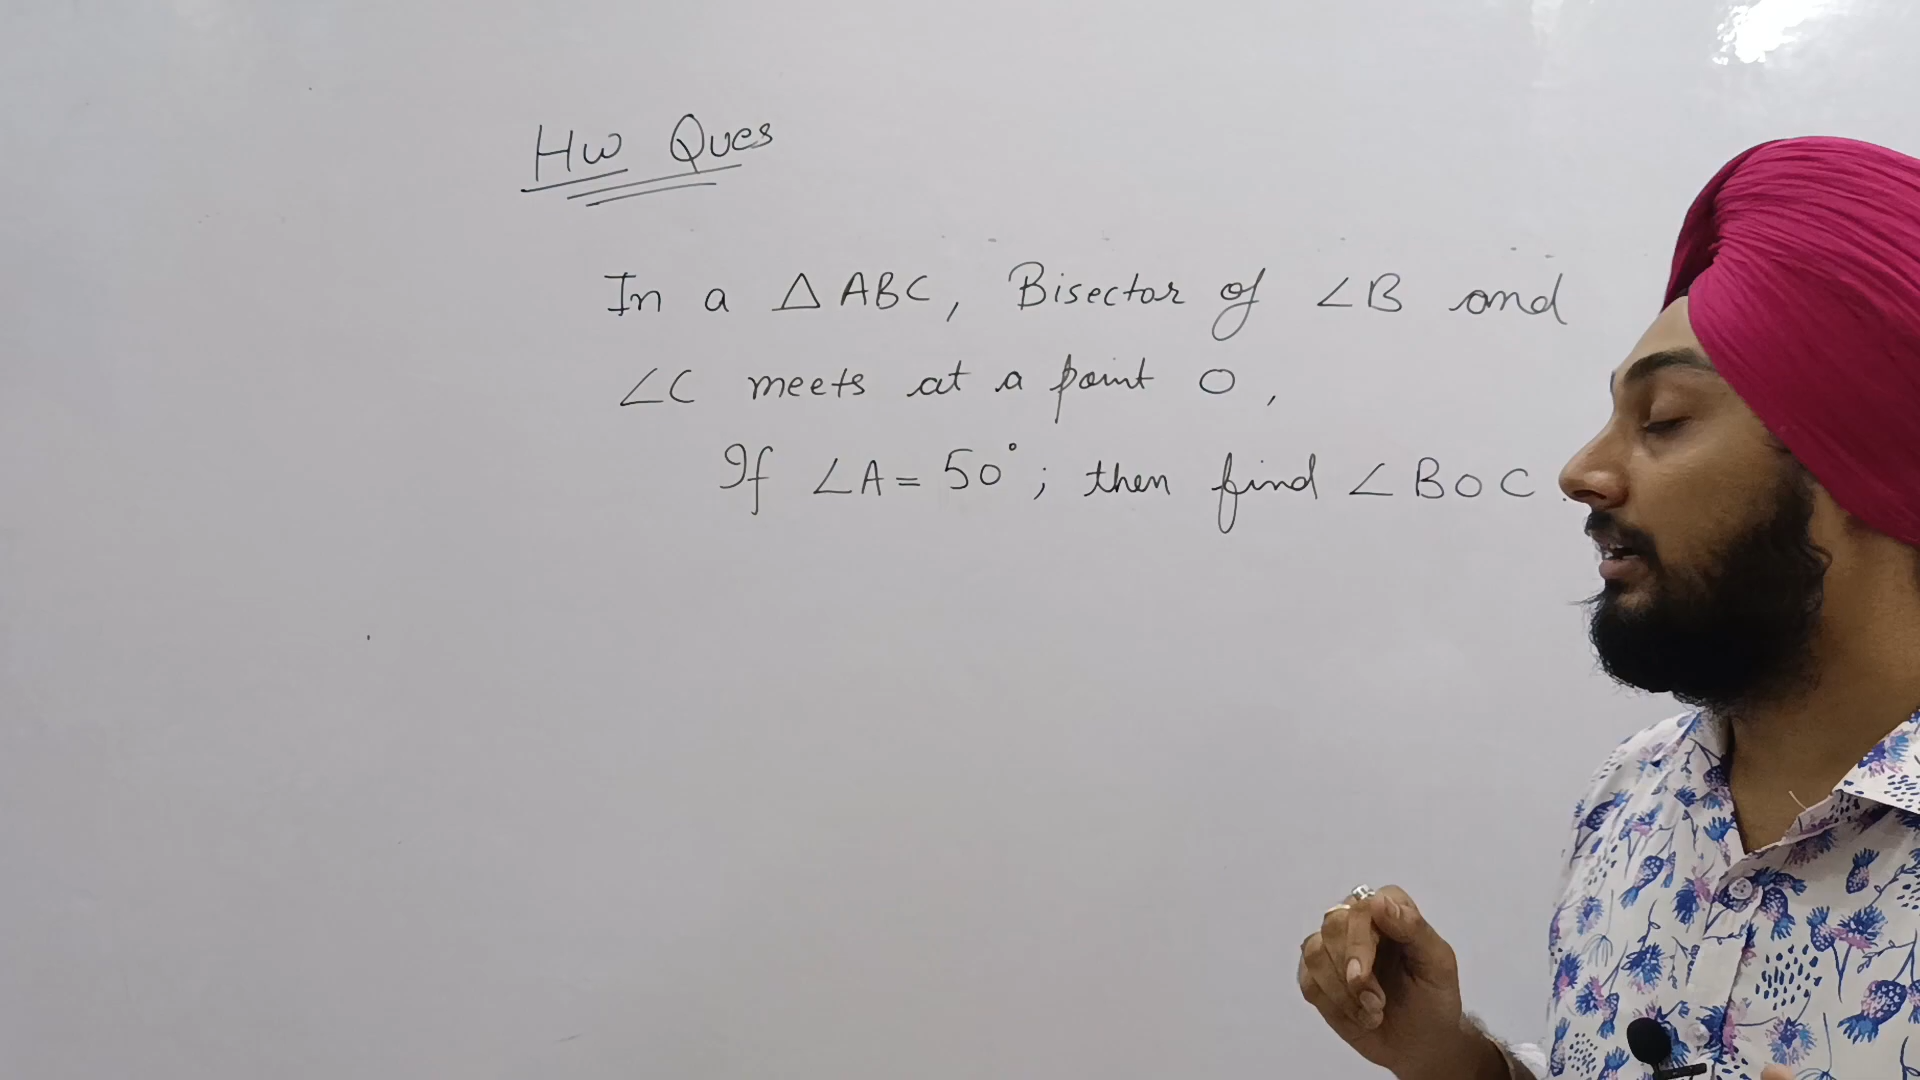 Hw Ques
In a △ ABC, Bisector of ∠B and
∠C meets at a point O,
If ∠A = 50°; then find ∠BOC.